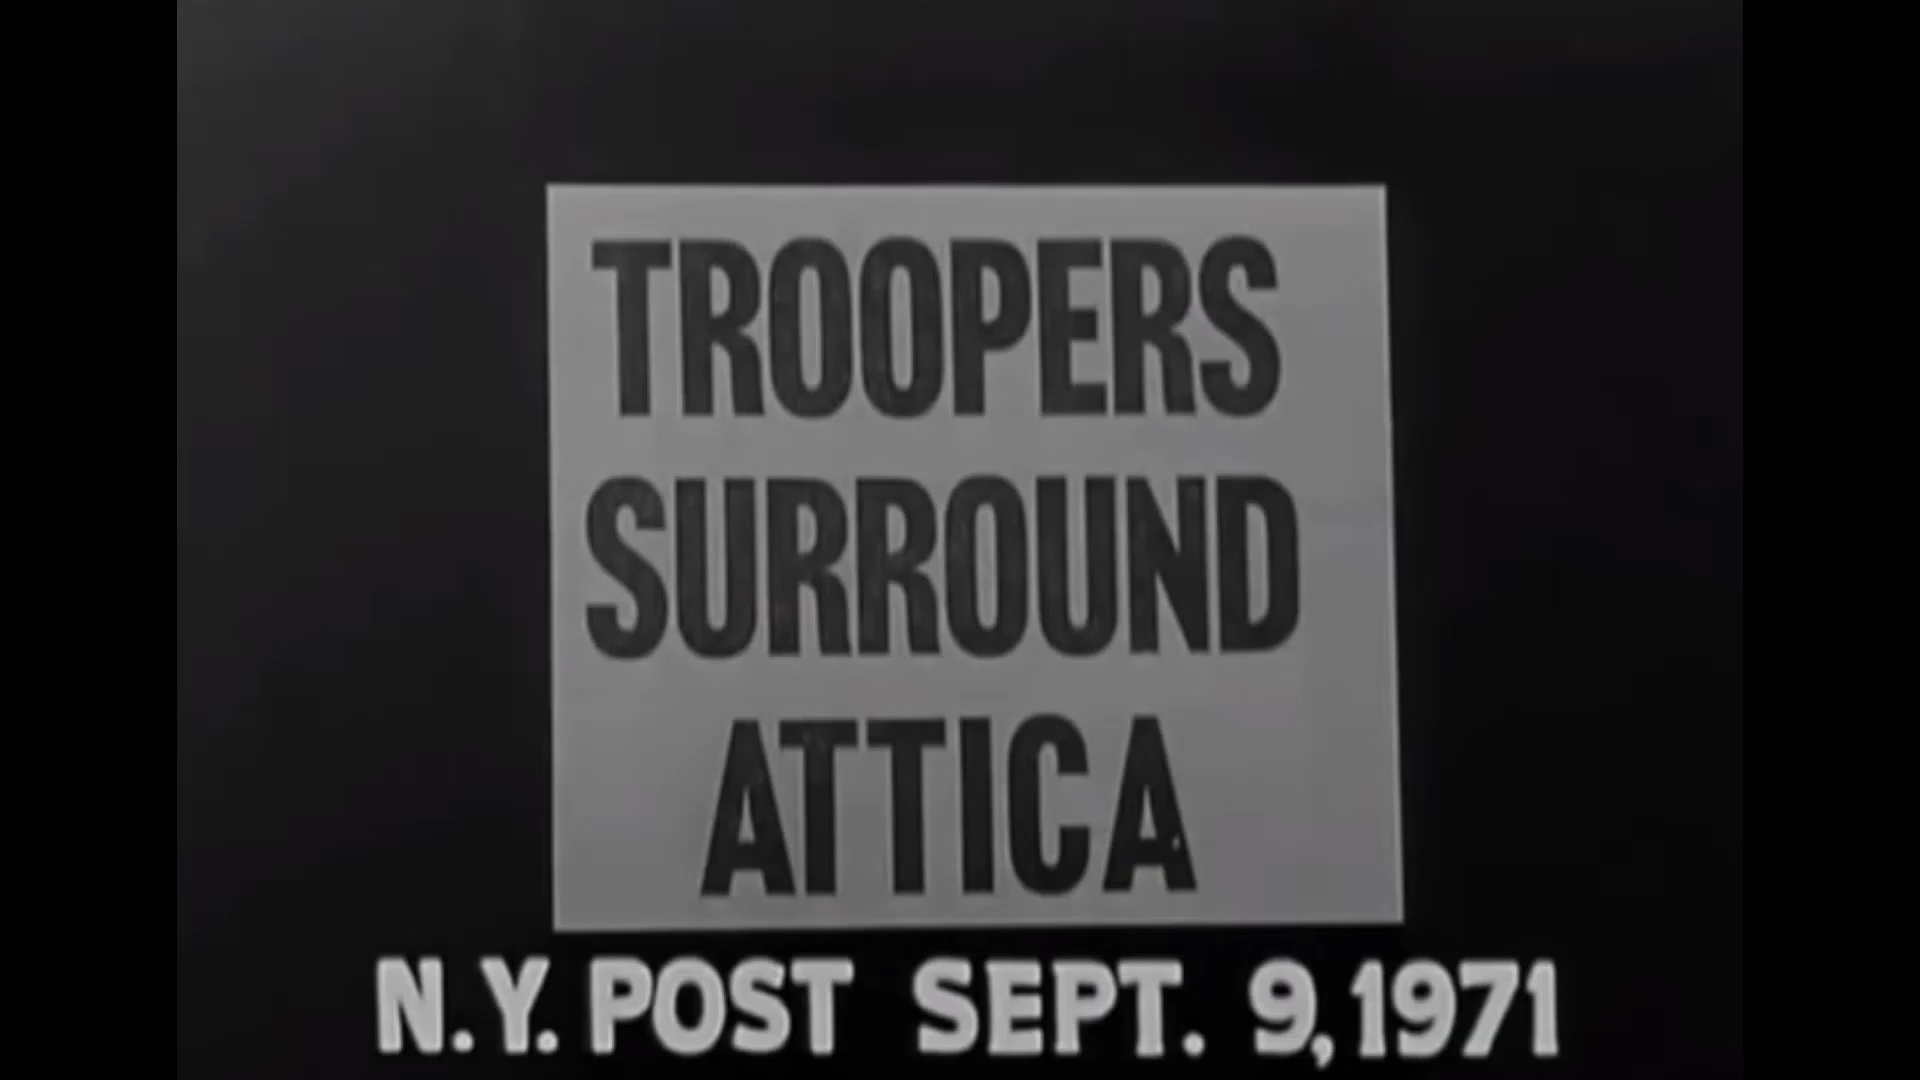 TROOPERS
SURROUND
ATTICA
N.Y. POST SEPT. 9, 1971